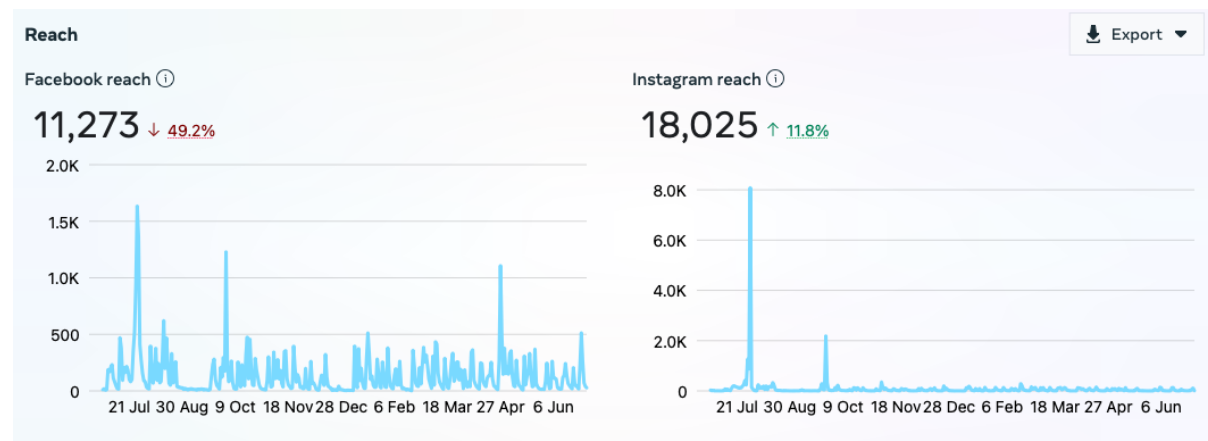 Reach
Export
Facebook reach
11,273 ↓ 49.2%
2.0K
1.5K
1.0K
500
0
21 Jul 30 Aug 9 Oct 18 Nov 28 Dec 6 Feb 18 Mar 27 Apr 6 Jun
Instagram reach
18,025 ↑ 11.8%
8.0K
6.0K
4.0K
2.0K
0
21 Jul 30 Aug 9 Oct 18 Nov 28 Dec 6 Feb 18 Mar 27 Apr 6 Jun